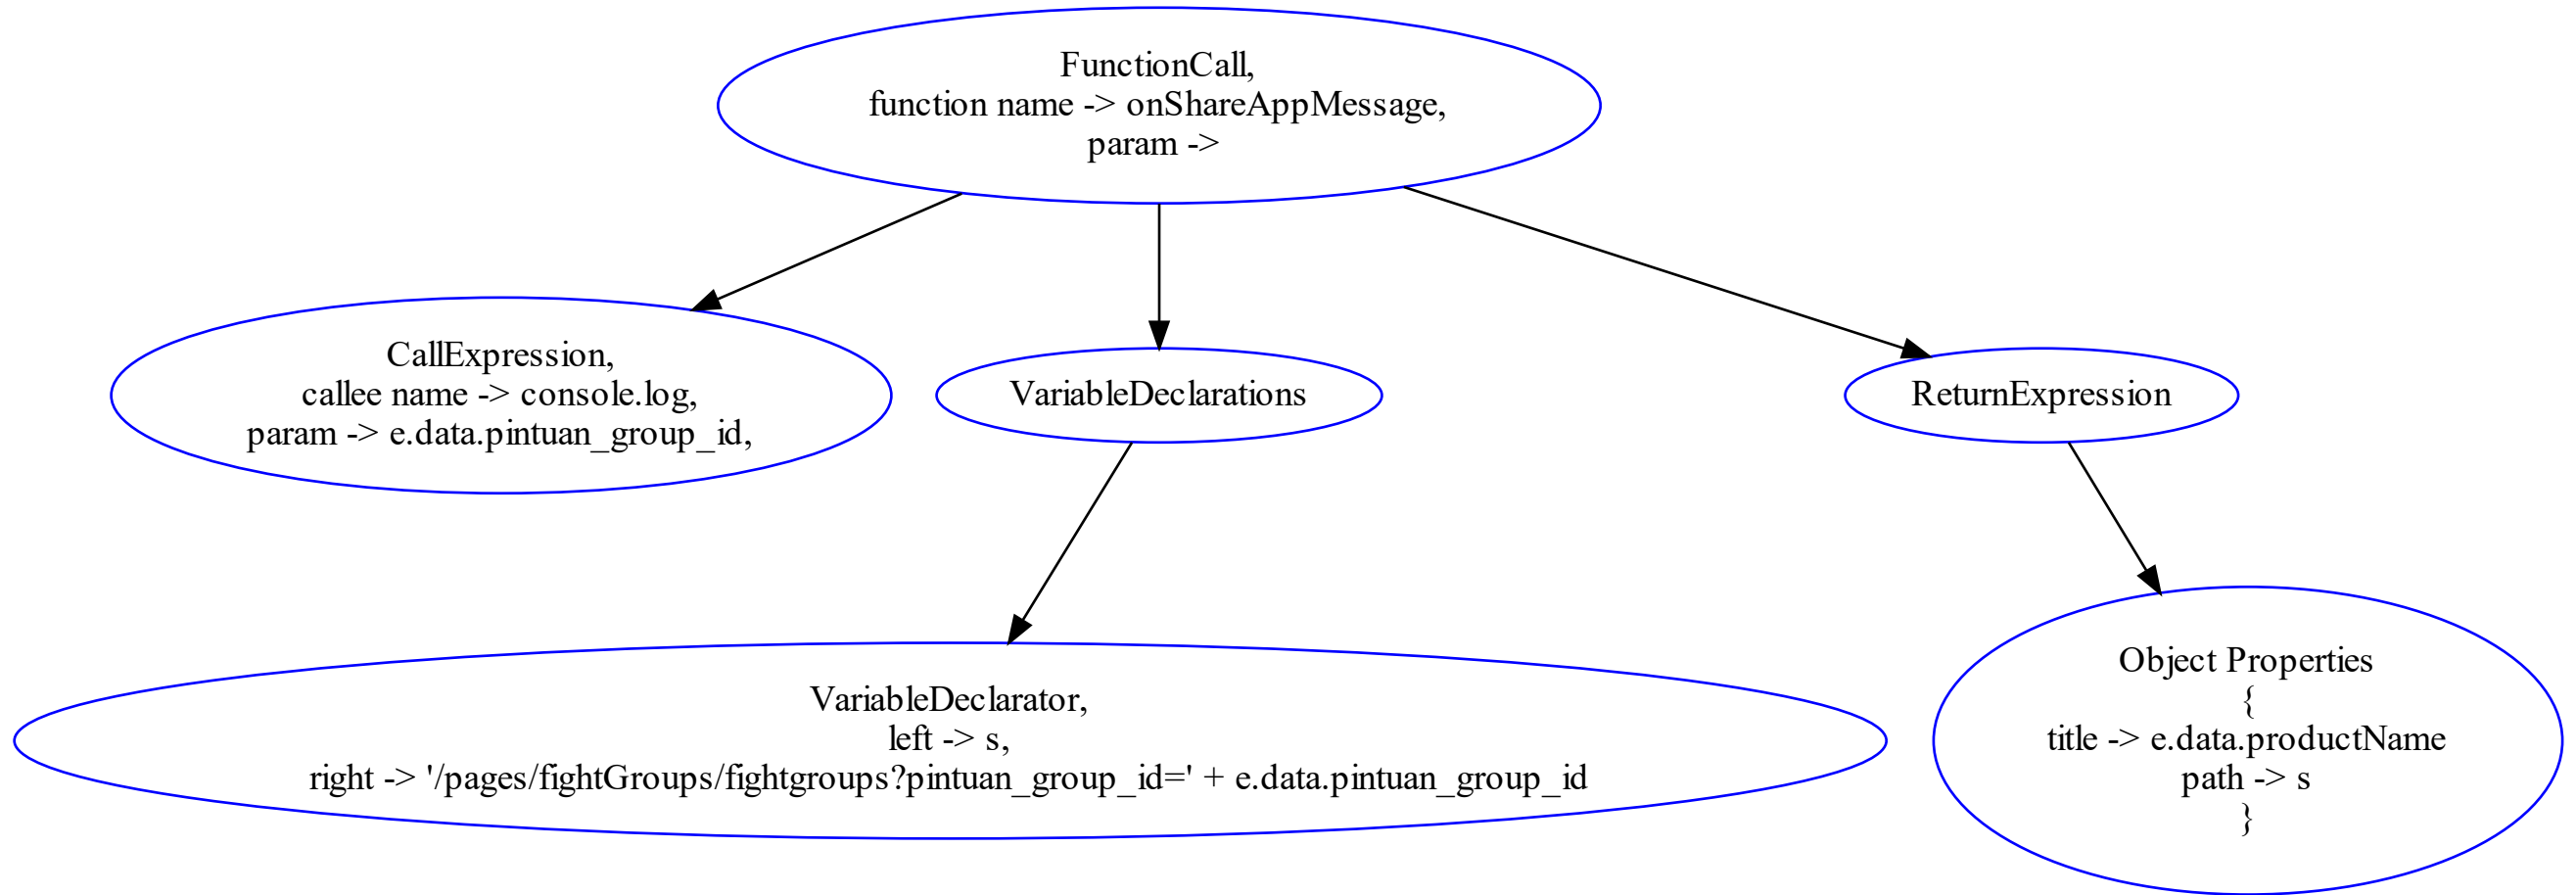 FunctionCall,
function name -> onShareAppMessage,
param ->
CallExpression,
callee name -> console.log,
param -> e.data.pintuan_group_id,
VariableDeclarations
ReturnExpression
VariableDeclarator,
left -> s,
right -> '/pages/fightGroups/fightgroups?pintuan_group_id=' + e.data.pintuan_group_id
Object Properties
{
title -> e.data.productName
path -> s
}